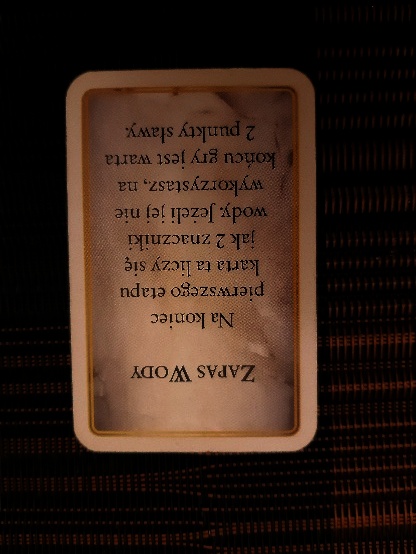 ZAPAS WODY
Na koniec
pierwszego etapu
karta ta liczy się
jak 2 znaczniki
wody. Jeżeli jej nie
wykorzystasz, na
końcu gry jest warta
2 punkty sławy.